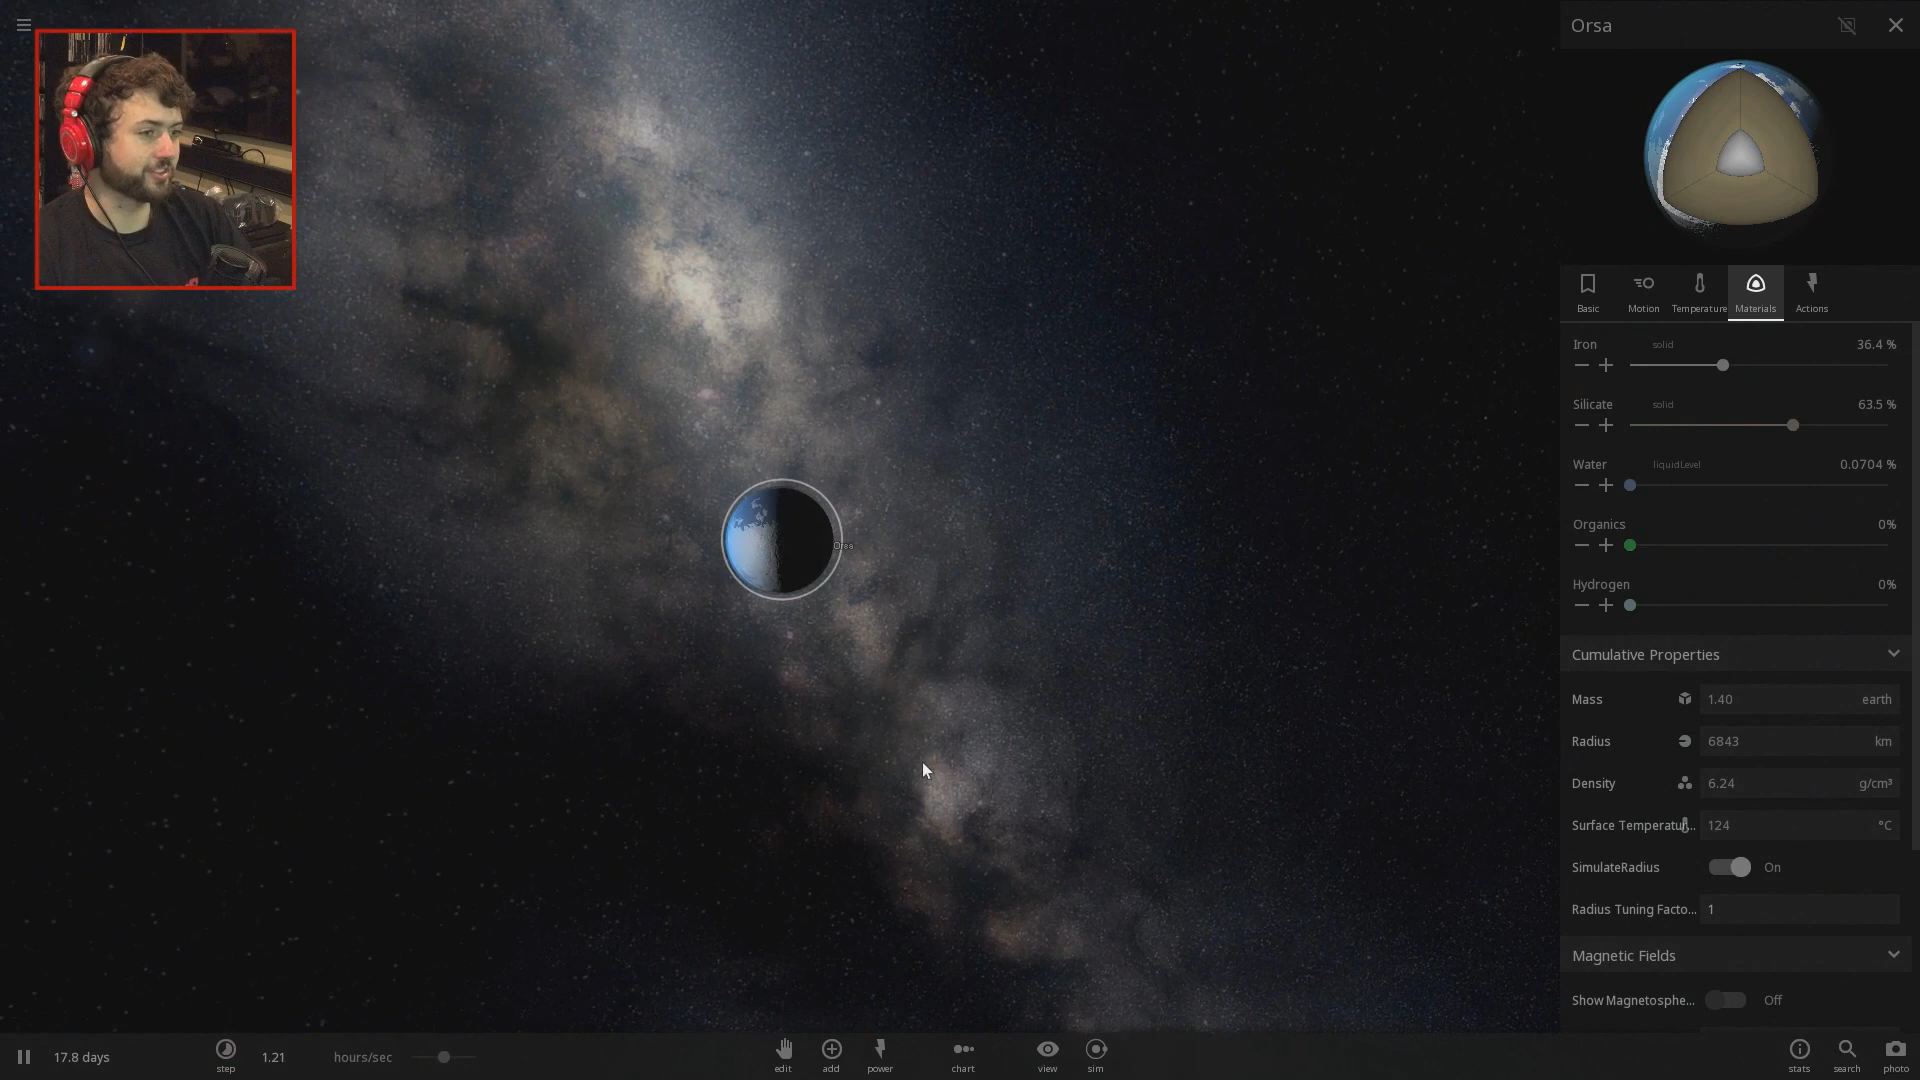 Orsa
Basic
Motion
Temperature
Materials
Actions
Iron solid 36.4 %
Silicate solid 63.5 %
Water liquidLevel 0.0704 %
Organics 0%
Hydrogen 0%
Orsa
Cumulative Properties
Mass 1.40 earth
Radius 6843 km
Density 6.24 g/cm³
Surface Temperatur... 124 °C
SimulateRadius On
Radius Tuning Facto... 1
Magnetic Fields
Show Magnetosphe... Off
17.8 days
step
1.21 hours/sec
edit
add
power
chart
view
sim
stats
search
photo